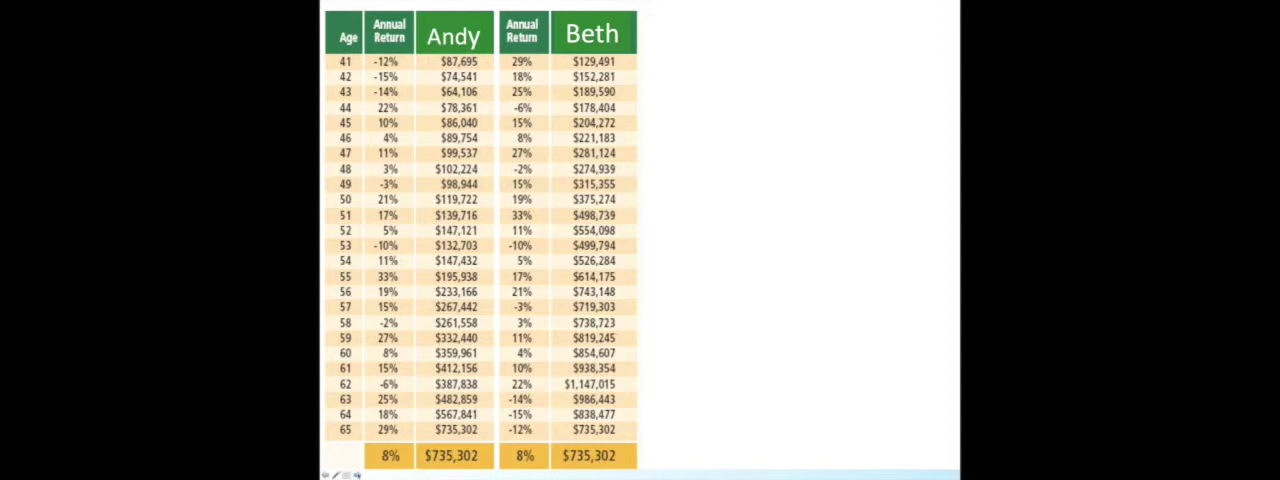 Age Annual Return Andy Annual Return Beth
41 -12% $87,695 29% $129,491
42 -15% $74,541 18% $152,281
43 -14% $64,106 25% $189,590
44 22% $78,361 -6% $178,404
45 10% $86,040 15% $204,272
46 4% $89,754 8% $221,183
47 11% $99,537 27% $281,124
48 3% $102,224 -2% $274,939
49 -3% $98,944 15% $315,355
50 21% $119,722 19% $375,274
51 17% $139,716 33% $498,739
52 5% $147,121 11% $554,098
53 -10% $132,703 -10% $499,794
54 11% $147,432 5% $526,284
55 33% $195,938 17% $614,175
56 19% $233,166 21% $743,148
57 15% $267,442 -3% $719,303
58 -2% $261,558 3% $738,723
59 27% $332,440 11% $819,245
60 8% $359,961 4% $854,607
61 15% $412,156 10% $938,354
62 -6% $387,838 22% $1,147,015
63 25% $482,859 -14% $986,443
64 18% $567,841 -15% $838,477
65 29% $735,302 -12% $735,302
8% $735,302 8% $735,302